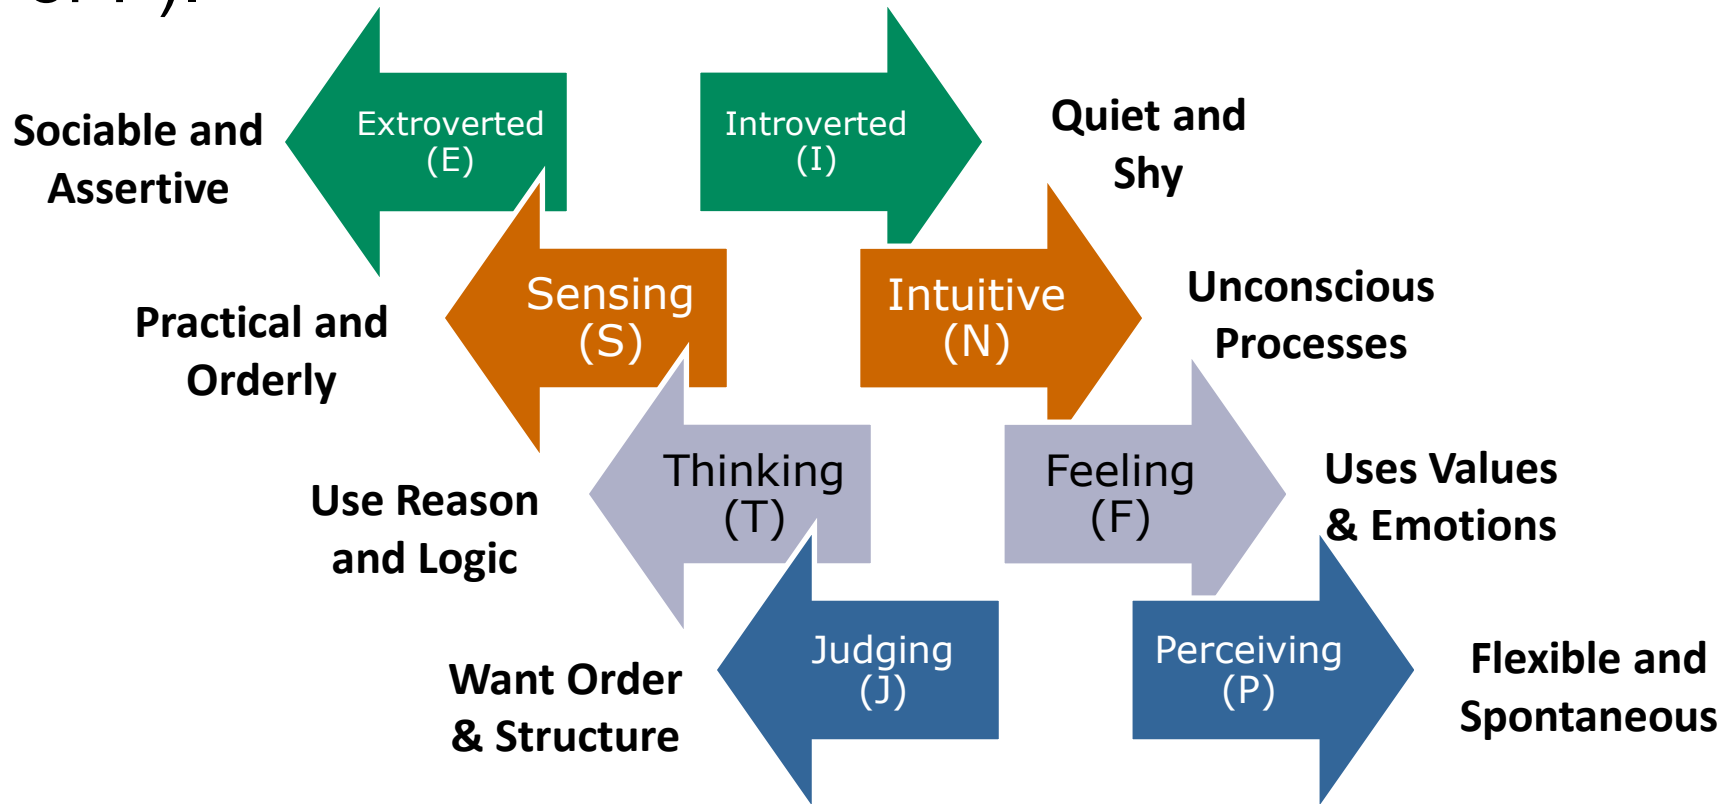 Sociable and
Assertive
Extroverted
(E)
Introverted
(I)
Quiet and
Shy
Practical and
Orderly
Sensing
(S)
Intuitive
(N)
Unconscious
Processes
Use Reason
and Logic
Thinking
(T)
Feeling
(F)
Uses Values
& Emotions
Want Order
& Structure
Judging
(J)
Perceiving
(P)
Flexible and
Spontaneous